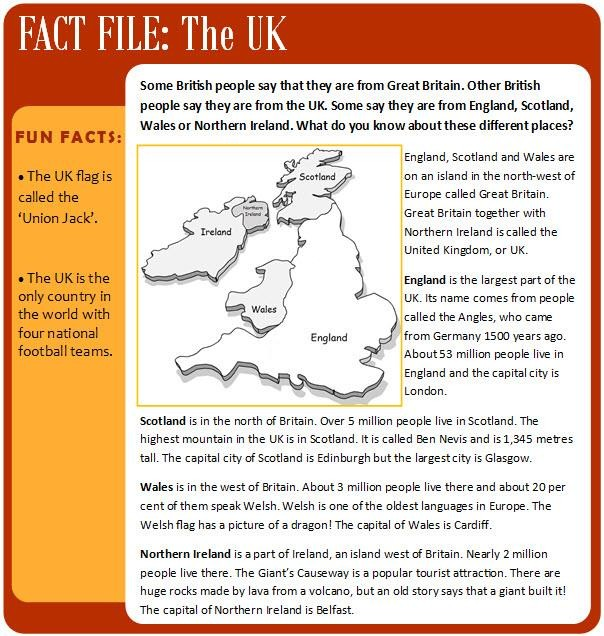 FACT FILE: The UK
Some British people say that they are from Great Britain. Other British
people say they are from the UK. Some say they are from England, Scotland,
Wales or Northern Ireland. What do you know about these different places?
FUN FACTS:
• The UK flag is
called the
‘Union Jack’.
• The UK is the
only country in
the world with
four national
football teams.
Scotland
Northern
Ireland
Ireland
Wales
England
England, Scotland and Wales are
on an island in the north-west of
Europe called Great Britain.
Great Britain together with
Northern Ireland is called the
United Kingdom, or UK.
England is the largest part of the
UK. Its name comes from people
called the Angles, who came
from Germany 1500 years ago.
About 53 million people live in
England and the capital city is
London.
Scotland is in the north of Britain. Over 5 million people live in Scotland. The
highest mountain in the UK is in Scotland. It is called Ben Nevis and is 1,345 metres
tall. The capital city of Scotland is Edinburgh but the largest city is Glasgow.
Wales is in the west of Britain. About 3 million people live there and about 20 per
cent of them speak Welsh. Welsh is one of the oldest languages in Europe. The
Welsh flag has a picture of a dragon! The capital of Wales is Cardiff.
Northern Ireland is a part of Ireland, an island west of Britain. Nearly 2 million
people live there. The Giant’s Causeway is a popular tourist attraction. There are
huge rocks made by lava from a volcano, but an old story says that a giant built it!
The capital of Northern Ireland is Belfast.